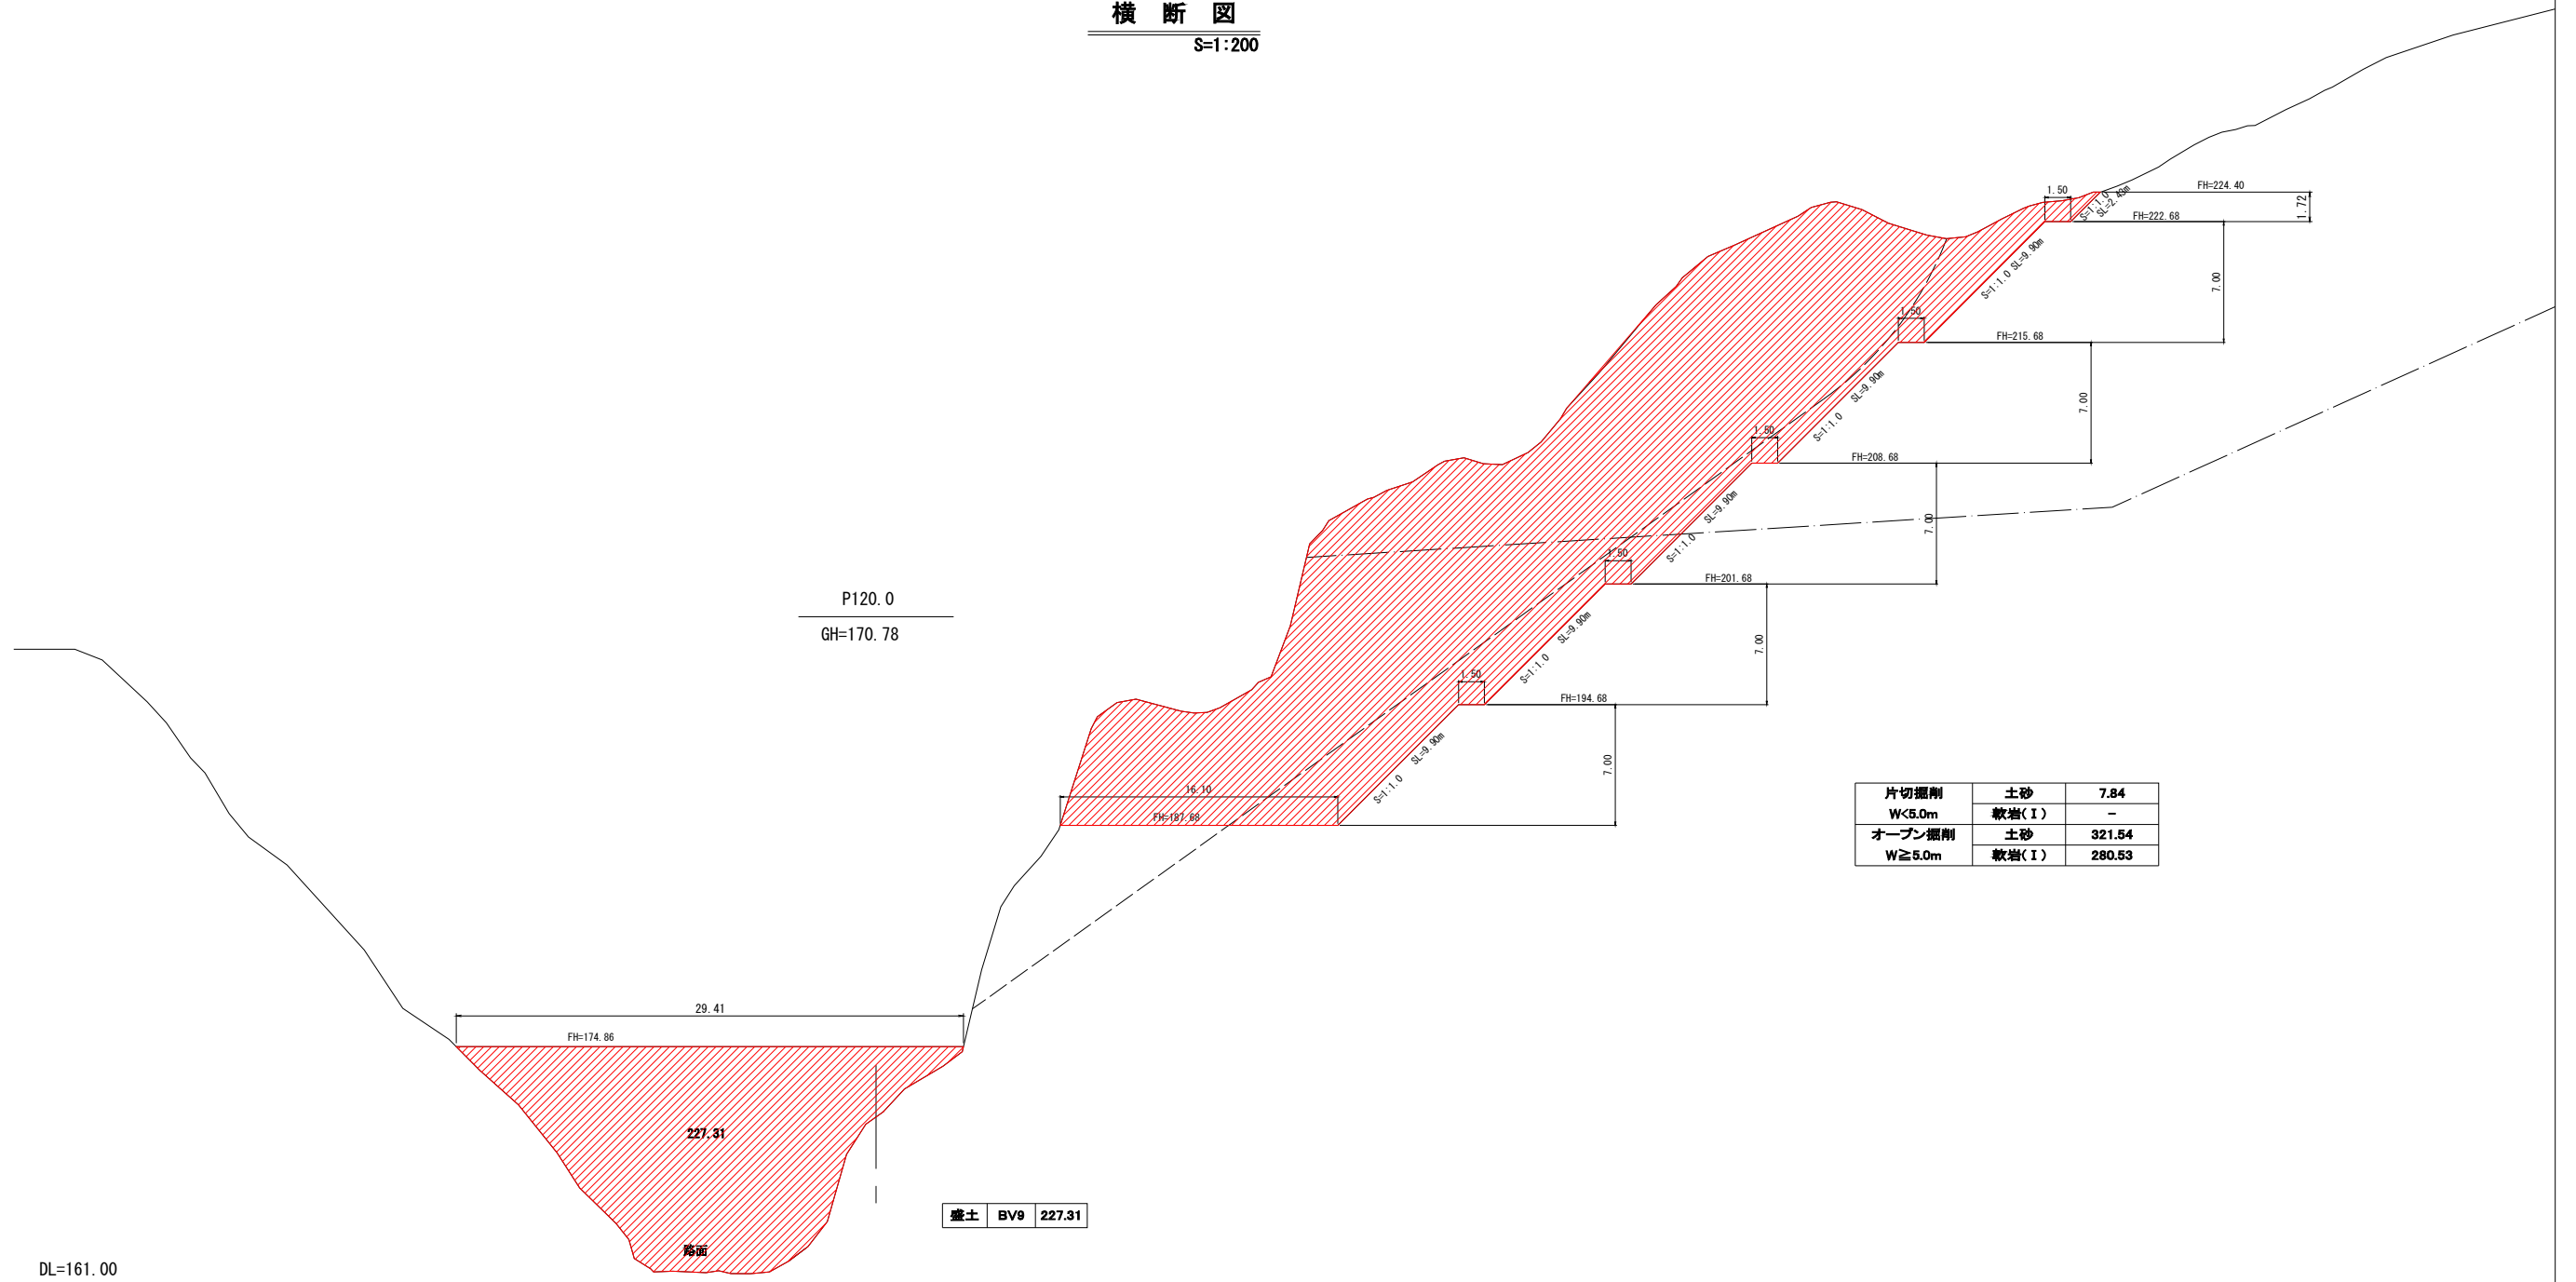 横 断 図
S=1:200
1.50
S=1:1.0
SL=2.43m
FH=224.40
1.72
FH=222.68
S=1:1.0 SL=9.90m
7.00
1.50
FH=215.68
S=1:1.0 SL=9.90m
7.00
1.50
FH=208.68
S=1:1.0 SL=9.90m
7.00
1.50
FH=201.68
S=1:1.0 SL=9.90m
7.00
1.50
FH=194.68
S=1:1.0 SL=9.90m
7.00
16.10
FH=187.68
P120.0
GH=170.78
片切掘削 土砂 7.84
W<5.0m 軟岩(Ⅰ) -
オープン掘削 土砂 321.54
W≧5.0m 軟岩(Ⅰ) 280.53
29.41
FH=174.86
227.31
盛土 BV9 227.31
路面
DL=161.00